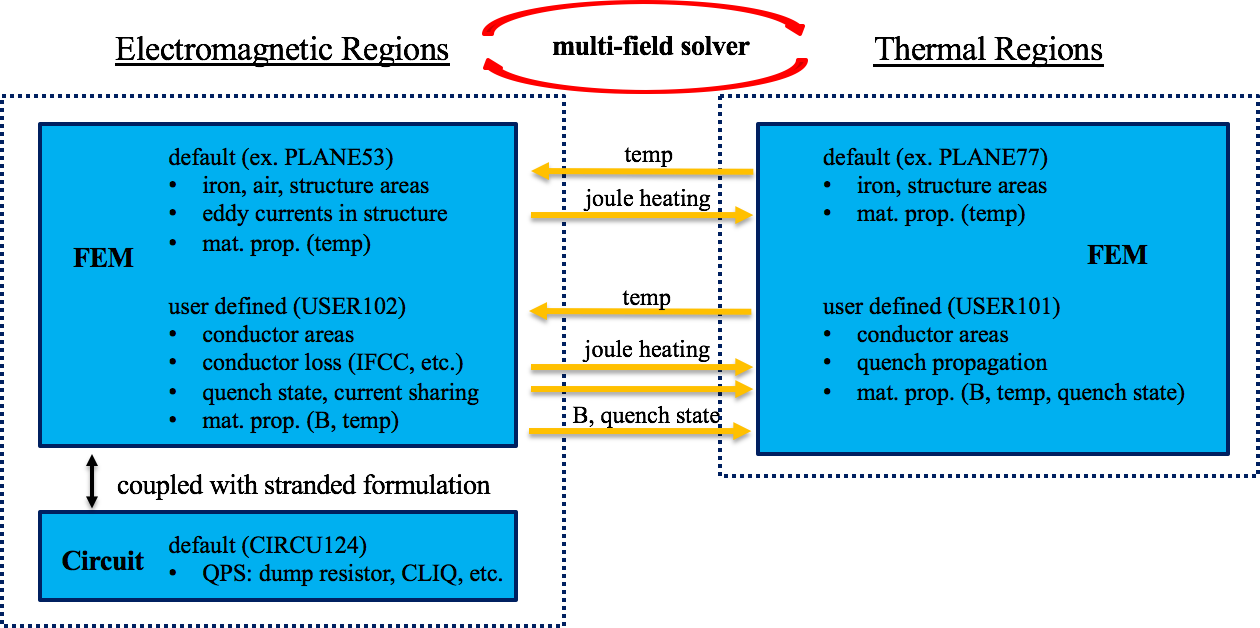 Electromagnetic Regions
multi-field solver
Thermal Regions
FEM
default (ex. PLANE53)
• iron, air, structure areas
• eddy currents in structure
• mat. prop. (temp)
user defined (USER102)
• conductor areas
• conductor loss (IFCC, etc.)
• quench state, current sharing
• mat. prop. (B, temp)
temp
joule heating
temp
joule heating
B, quench state
default (ex. PLANE77)
• iron, structure areas
• mat. prop. (temp)
FEM
user defined (USER101)
• conductor areas
• quench propagation
• mat. prop. (B, temp, quench state)
coupled with stranded formulation
Circuit
default (CIRCU124)
• QPS: dump resistor, CLIQ, etc.